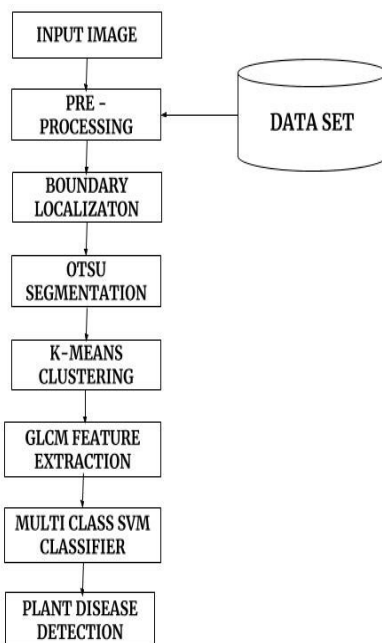 INPUT IMAGE
PRE -
PROCESSING
DATA SET
BOUNDARY
LOCALIZATON
OTSU
SEGMENTATION
K-MEANS
CLUSTERING
GLCM FEATURE
EXTRACTION
MULTI CLASS SVM
CLASSIFIER
PLANT DISEASE
DETECTION